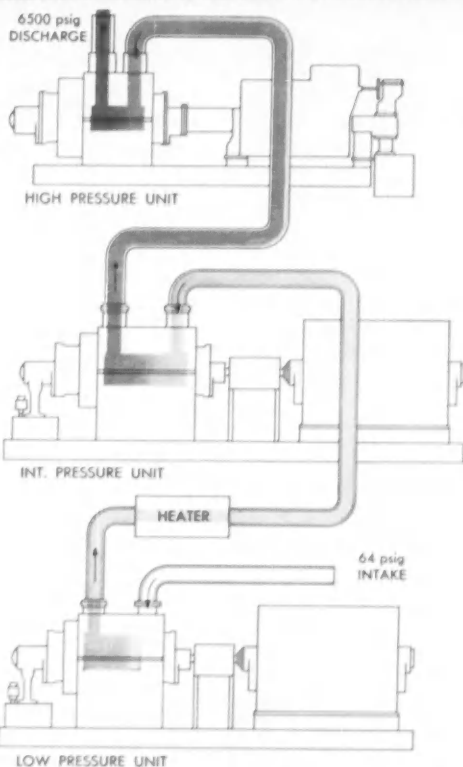 6500 psig
DISCHARGE
HIGH PRESSURE UNIT
INT. PRESSURE UNIT
HEATER
64 psig
INTAKE
LOW PRESSURE UNIT